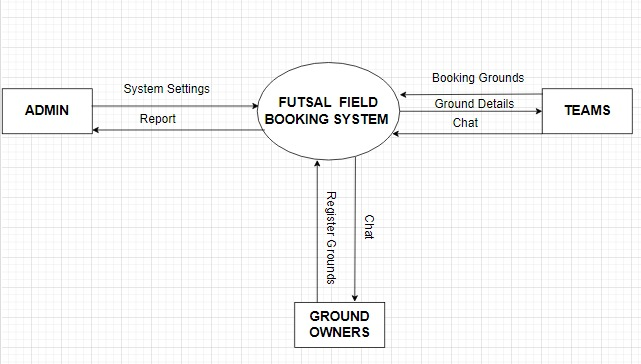 Booking Grounds
System Settings
FUTSAL FIELD
BOOKING SYSTEM
Ground Details
ADMIN
TEAMS
Report
Chat
Register Grounds
Chat
GROUND
OWNERS